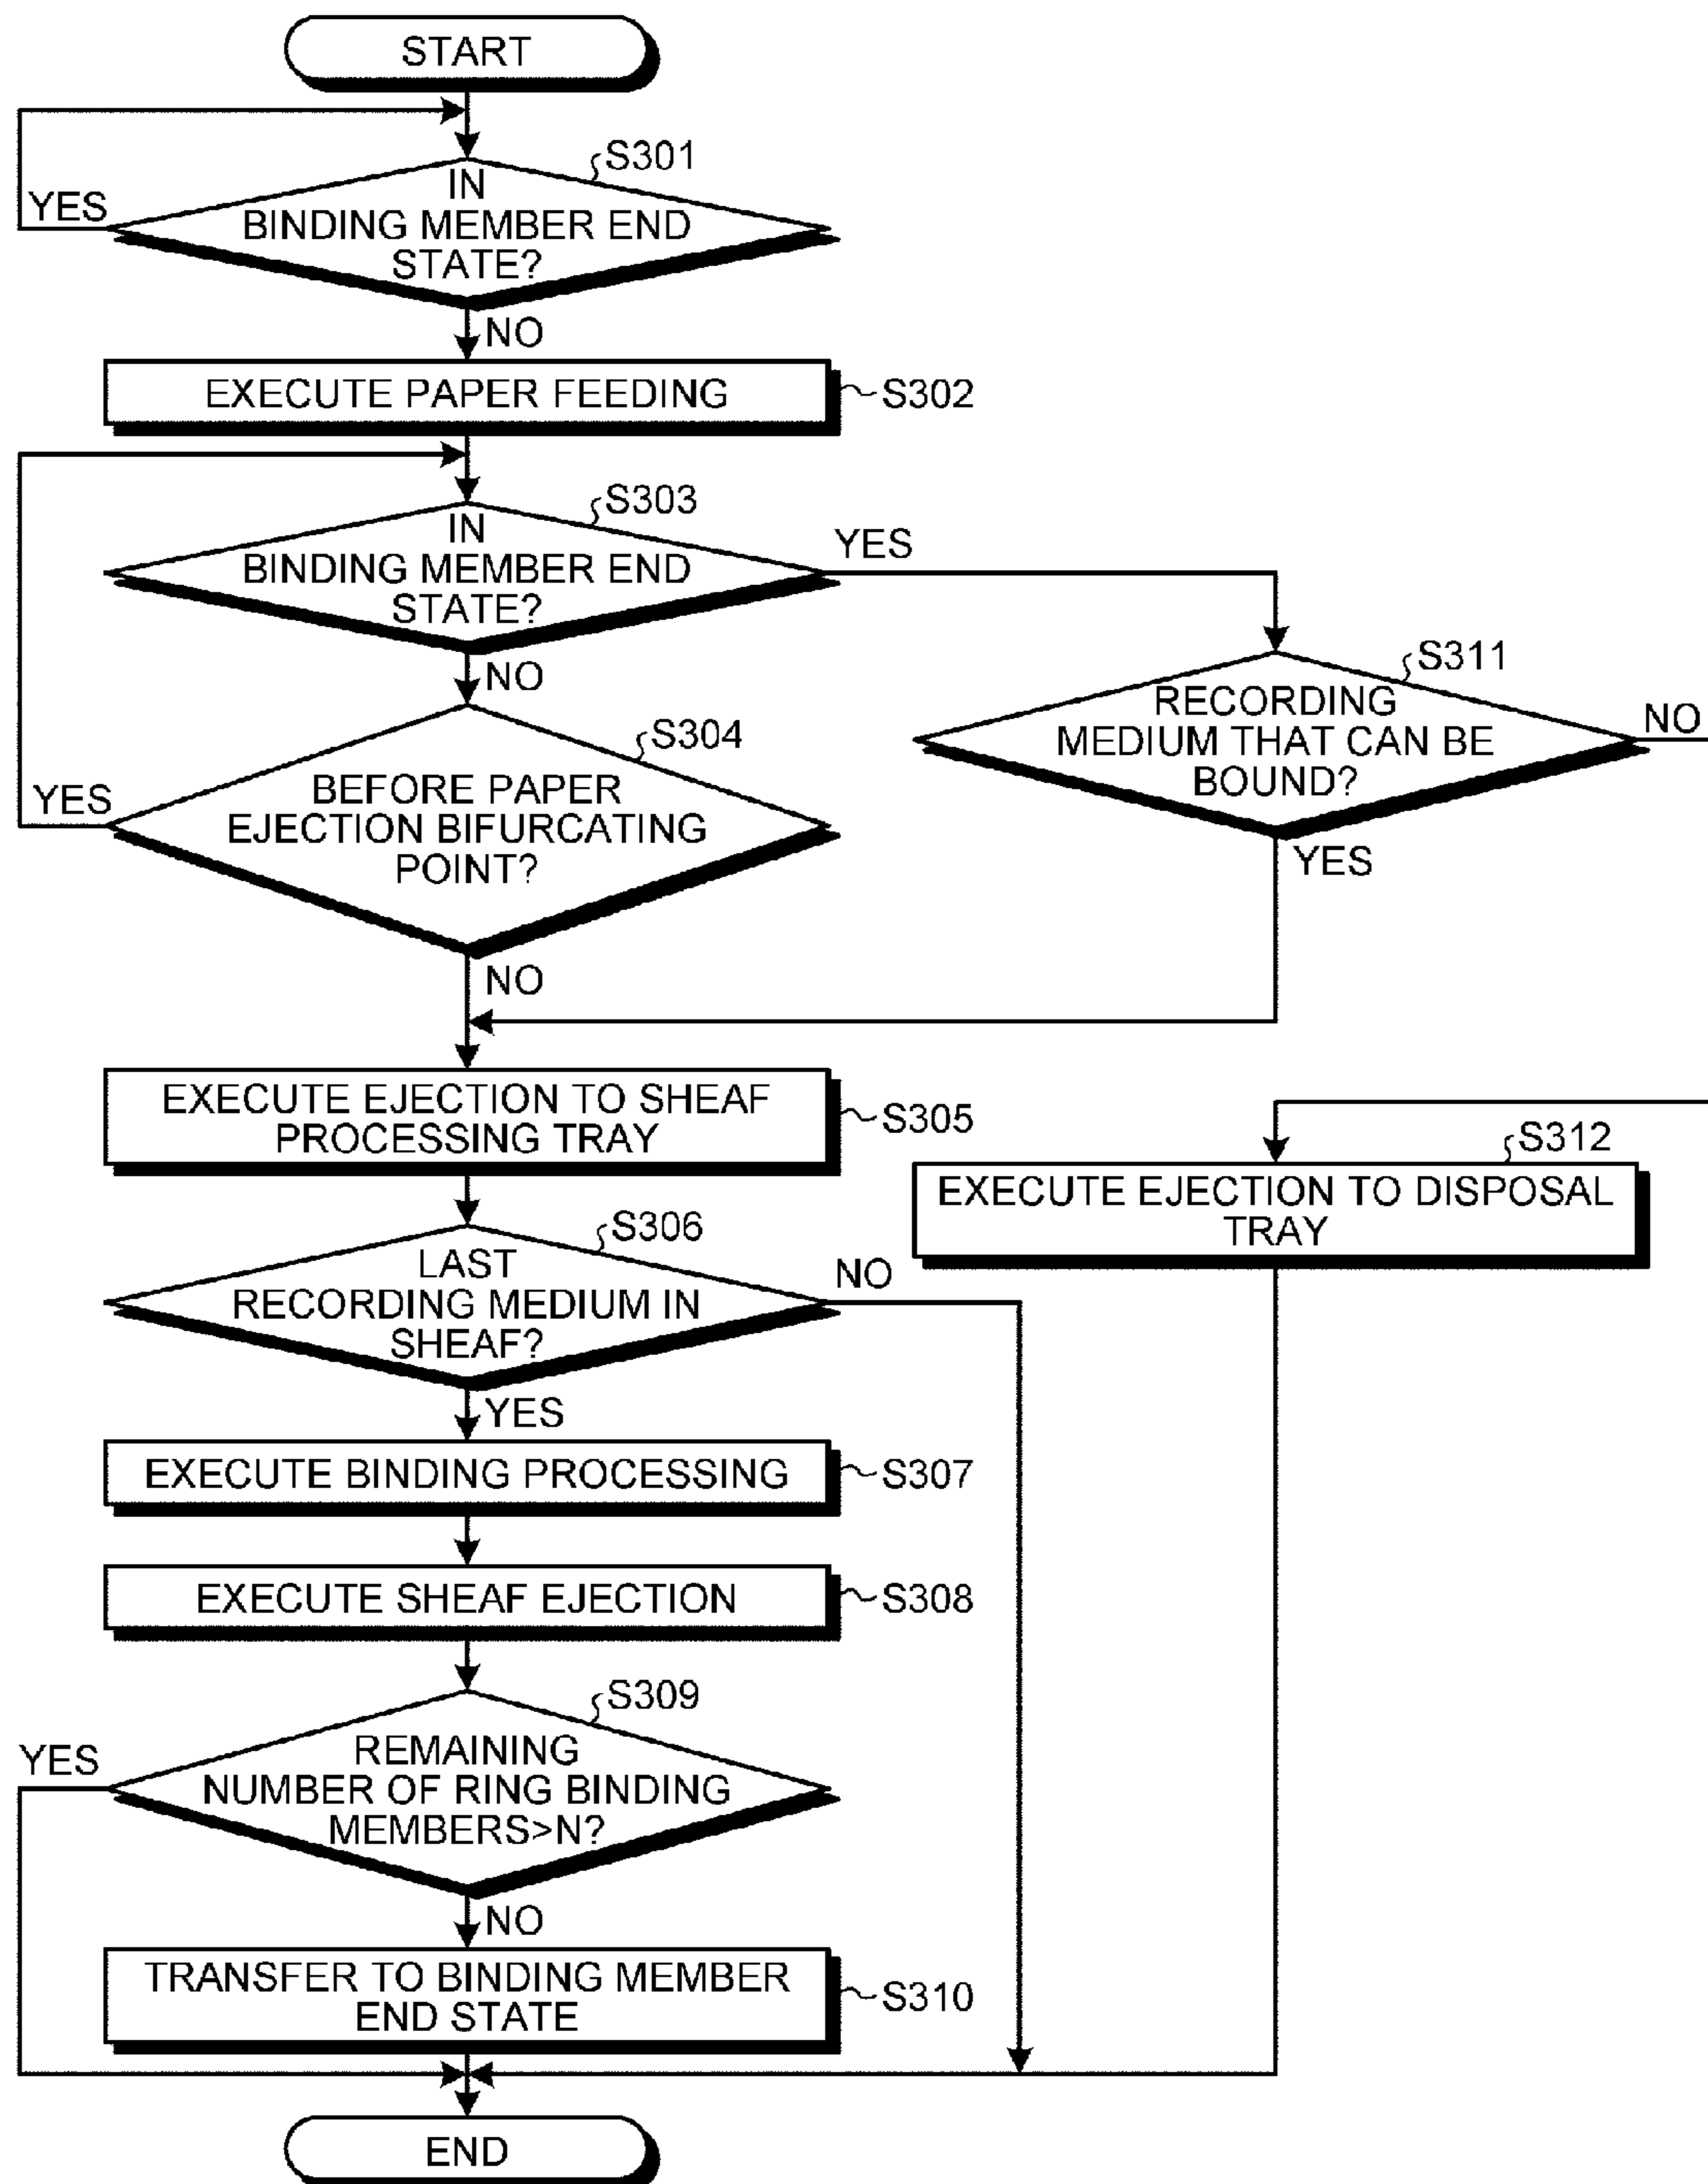 START
S301
IN
BINDING MEMBER END
STATE?
YES
NO
EXECUTE PAPER FEEDING
S302
S303
IN
BINDING MEMBER END
STATE?
YES
NO
S311
RECORDING
MEDIUM THAT CAN BE
BOUND?
NO
YES
S304
BEFORE PAPER
EJECTION BIFURCATING
POINT?
YES
NO
EXECUTE EJECTION TO SHEAF
PROCESSING TRAY
S305
S312
EXECUTE EJECTION TO DISPOSAL
TRAY
S306
LAST
RECORDING MEDIUM IN
SHEAF?
NO
YES
EXECUTE BINDING PROCESSING
S307
EXECUTE SHEAF EJECTION
S308
S309
REMAINING
NUMBER OF RING BINDING
MEMBERS>N?
YES
NO
TRANSFER TO BINDING MEMBER
END STATE
S310
END